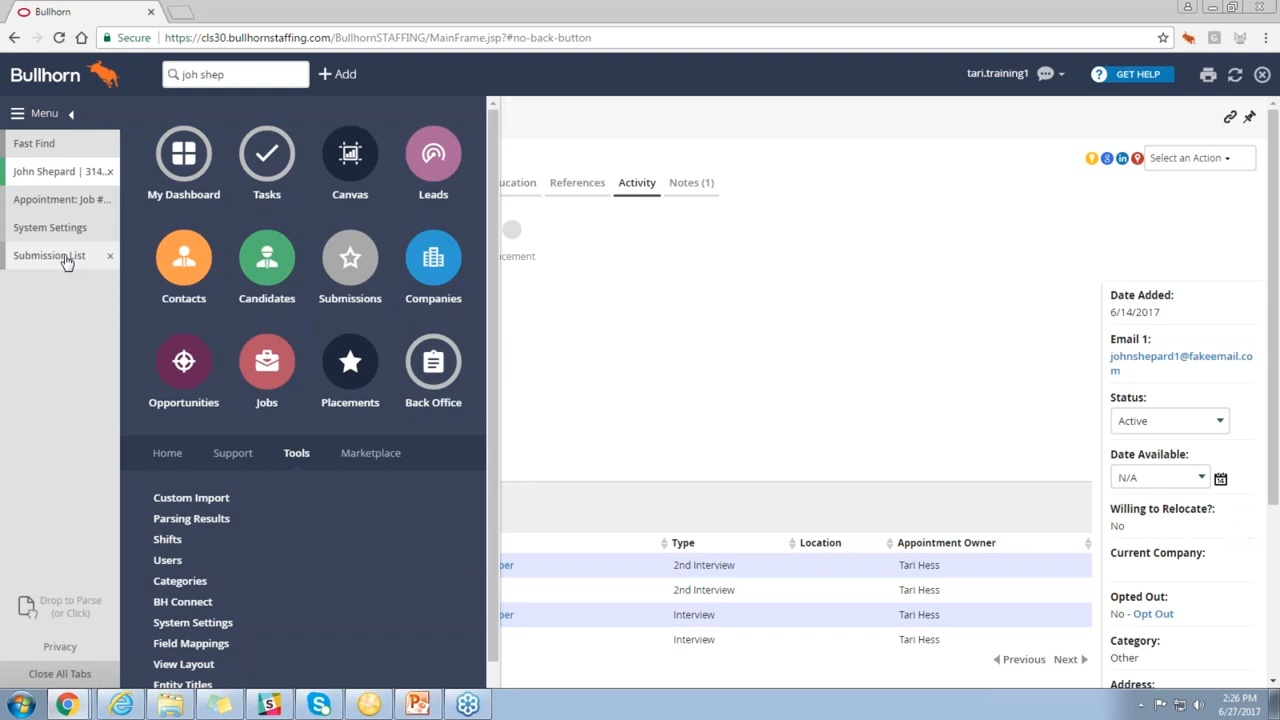 Bullhorn
Secure
https://cls30.bullhornstaffing.com/BullhornSTAFFING/MainFrame.jsp?#no-back-button
Bullhorn
joh shep
+ Add
tari.training1
? GET HELP
Menu
Fast Find
John Shepard | 314..
Appointment: Job #...
System Settings
Submission List
Drop to Parse
(or Click)
Privacy
Close All Tabs
My Dashboard
Tasks
Canvas
Leads
Contacts
Candidates
Submissions
Companies
Opportunities
Jobs
Placements
Back Office
Home
Support
Tools
Marketplace
Custom Import
Parsing Results
Shifts
Users
Categories
BH Connect
System Settings
Field Mappings
View Layout
Entity Titles
Select an Action
ucation
References
Activity
Notes (1)
cement
Type
Location
Appointment Owner
per
2nd Interview
Tari Hess
2nd Interview
Tari Hess
per
Interview
Tari Hess
Interview
Tari Hess
Previous
Next
Date Added:
6/14/2017
Email 1:
johnshepard1@fakeemail.co
m
Status:
Active
Date Available:
N/A
Willing to Relocate?:
No
Current Company:
Opted Out:
No - Opt Out
Category:
Other
Address:
2:26 PM
6/27/2017